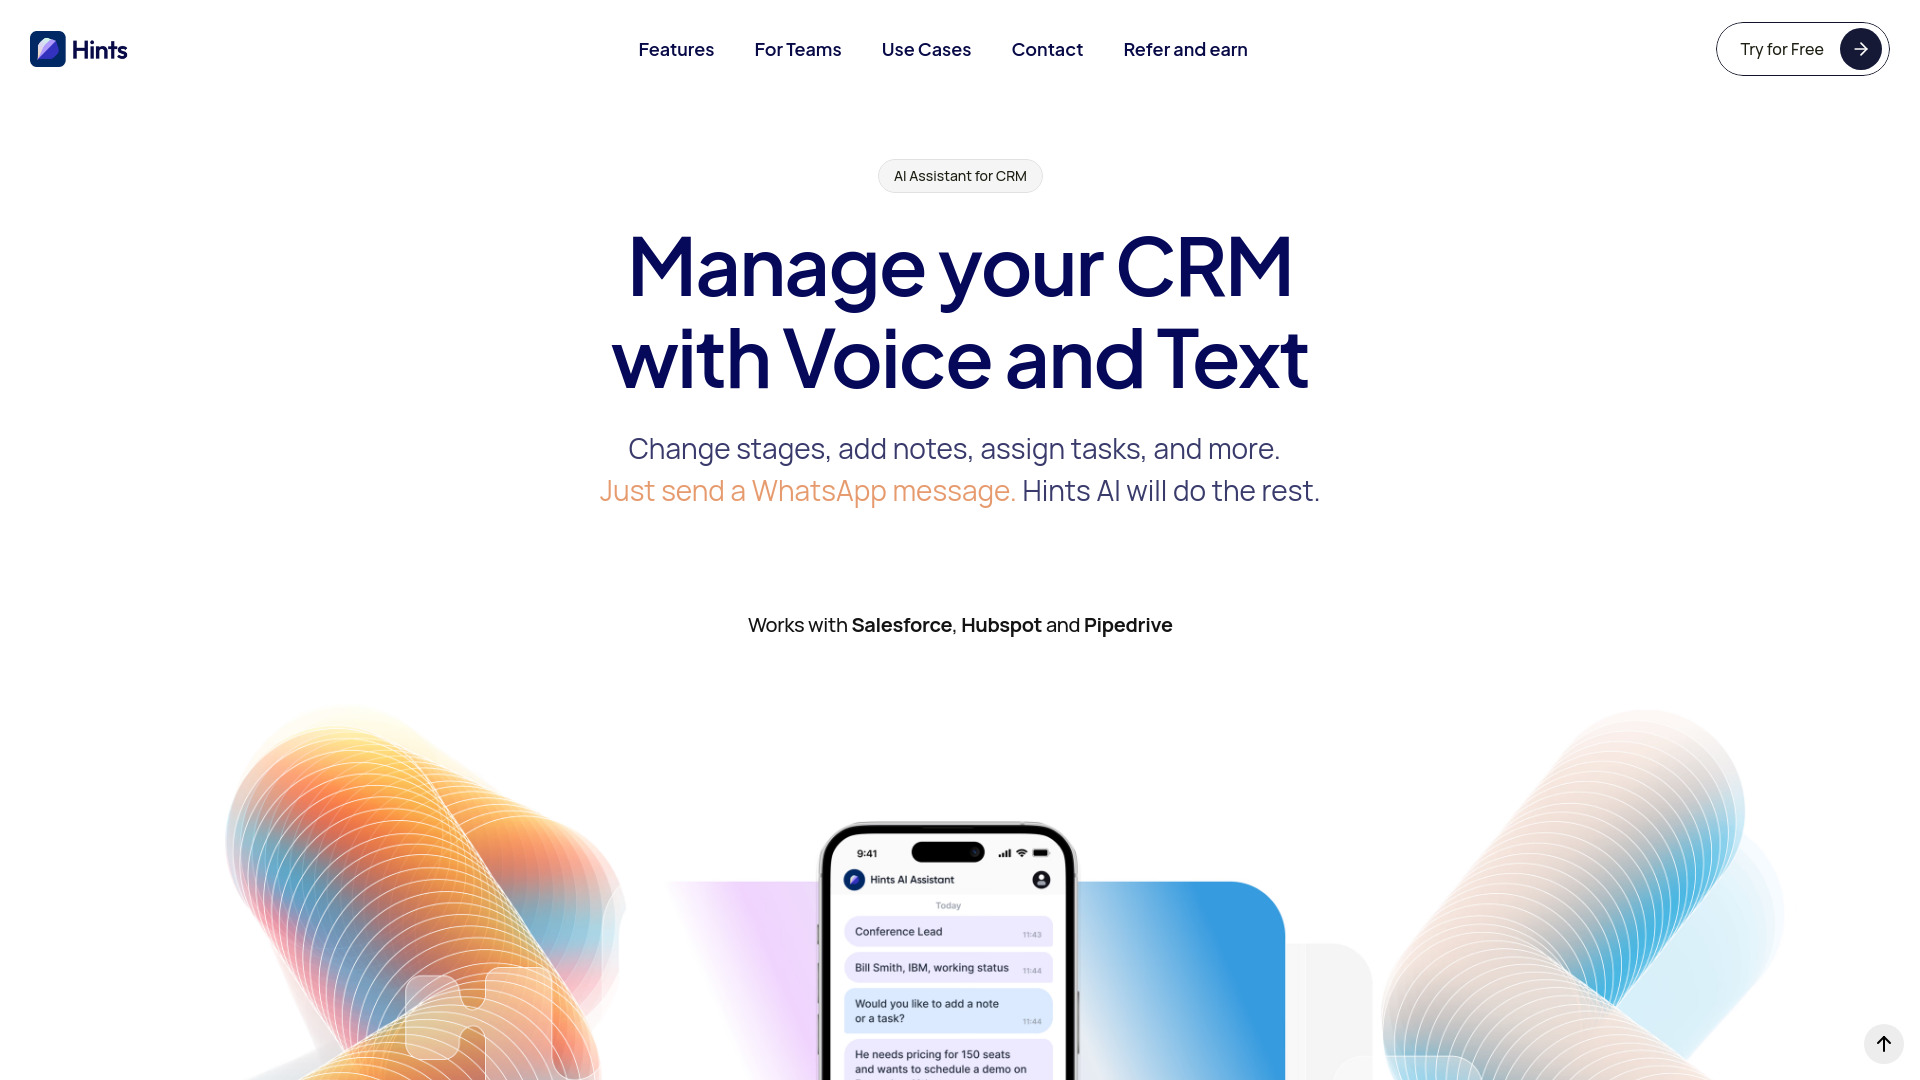 Hints
Features
For Teams
Use Cases
Contact
Refer and earn
Try for Free
AI Assistant for CRM
Manage your CRM
with Voice and Text
Change stages, add notes, assign tasks, and more.
Just send a WhatsApp message. Hints AI will do the rest.
Works with Salesforce, Hubspot and Pipedrive
9:41
Hints AI Assistant
Today
Conference Lead 11:43
Bill Smith, IBM, working status 11:44
Would you like to add a note
or a task? 11:44
He needs pricing for 150 seats
and wants to schedule a demo on